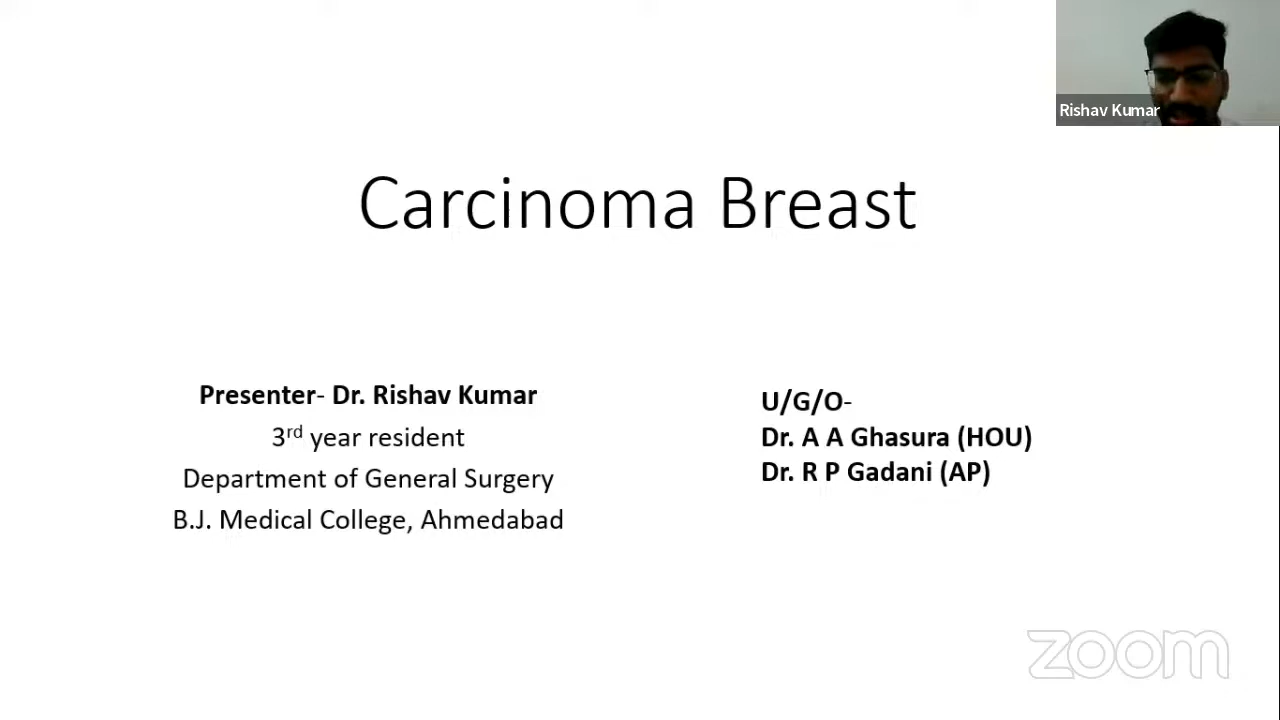 Rishav Kumar
Carcinoma Breast
Presenter- Dr. Rishav Kumar
3rd year resident
Department of General Surgery
B.J. Medical College, Ahmedabad
U/G/O-
Dr. A A Ghasura (HOU)
Dr. R P Gadani (AP)
zoom